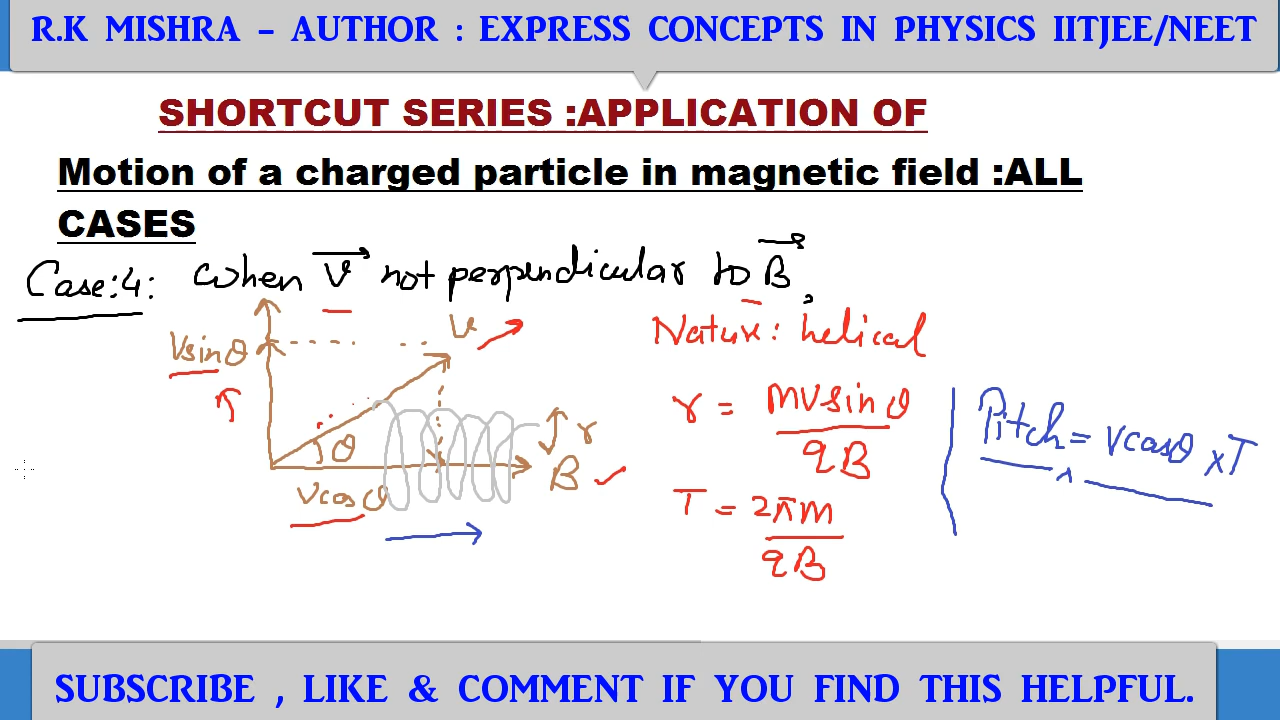 R.K MISHRA – AUTHOR : EXPRESS CONCEPTS IN PHYSICS IITJEE/NEET
SHORTCUT SERIES :APPLICATION OF
Motion of a charged particle in magnetic field :ALL
CASES
Case:4: When V not perpendicular to B,
Vsinθ
V
θ
Vcosθ
r
B
Nature: helical
r = mVsinθ / qB
T = 2πm / qB
Pitch = Vcosθ × T
SUBSCRIBE , LIKE & COMMENT IF YOU FIND THIS HELPFUL.